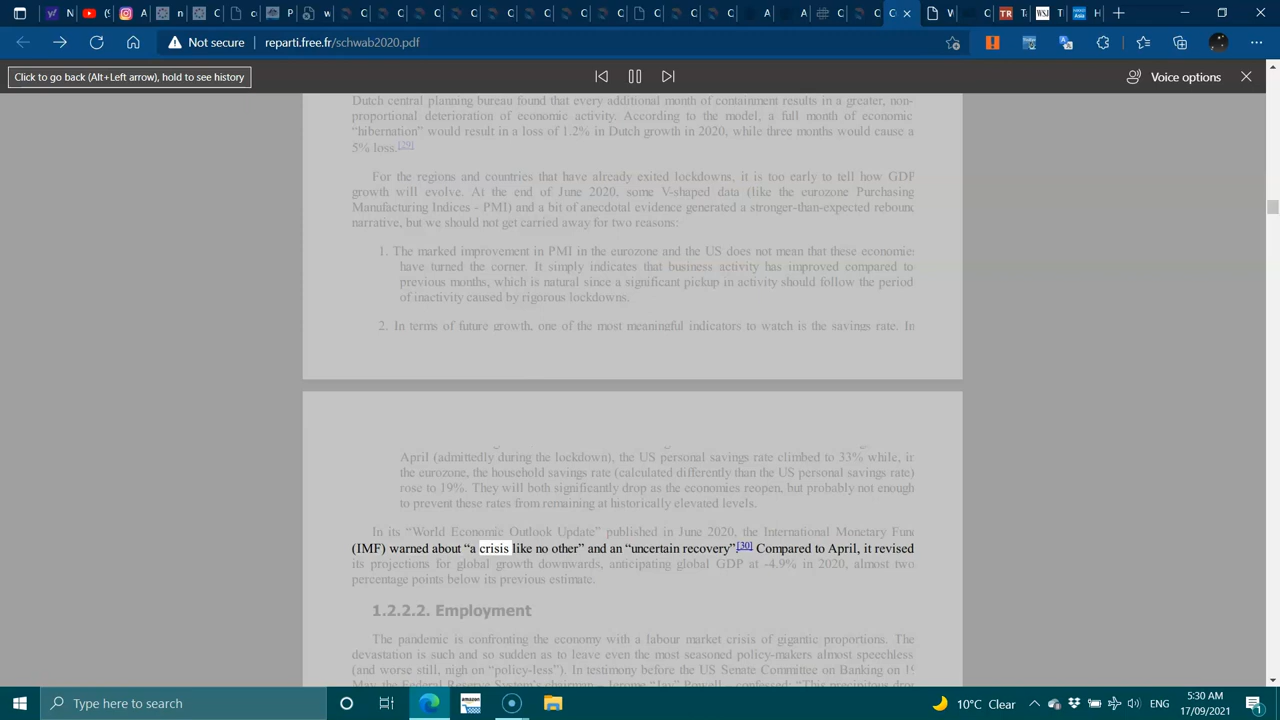 Not secure
reparti.free.fr/schwab2020.pdf
Click to go back (Alt+Left arrow), hold to see history
Voice options
Dutch central planning bureau found that every additional month of containment results in a greater, non-
proportional deterioration of economic activity. According to the model, a full month of economic
“hibernation” would result in a loss of 1.2% in Dutch growth in 2020, while three months would cause a
5% loss.[29]
For the regions and countries that have already exited lockdowns, it is too early to tell how GDP
growth will evolve. At the end of June 2020, some V-shaped data (like the eurozone Purchasing
Manufacturing Indices - PMI) and a bit of anecdotal evidence generated a stronger-than-expected rebound
narrative, but we should not get carried away for two reasons:
1. The marked improvement in PMI in the eurozone and the US does not mean that these economies
have turned the corner. It simply indicates that business activity has improved compared to
previous months, which is natural since a significant pickup in activity should follow the period
of inactivity caused by rigorous lockdowns.
2. In terms of future growth, one of the most meaningful indicators to watch is the savings rate. In
April (admittedly during the lockdown), the US personal savings rate climbed to 33% while, in
the eurozone, the household savings rate (calculated differently than the US personal savings rate)
rose to 19%. They will both significantly drop as the economies reopen, but probably not enough
to prevent these rates from remaining at historically elevated levels.
In its “World Economic Outlook Update” published in June 2020, the International Monetary Fund
(IMF) warned about “a crisis like no other” and an “uncertain recovery”.[30] Compared to April, it revised
its projections for global growth downwards, anticipating global GDP at -4.9% in 2020, almost two
percentage points below its previous estimate.
1.2.2.2. Employment
The pandemic is confronting the economy with a labour market crisis of gigantic proportions. The
devastation is such and so sudden as to leave even the most seasoned policy-makers almost speechless
(and worse still, nigh on “policy-less”). In testimony before the US Senate Committee on Banking on 19
May, the Federal Reserve System’s chairman – Jerome “Jay” Powell – confessed: “This precipitous drop
Type here to search
10°C Clear
ENG
5:30 AM
17/09/2021